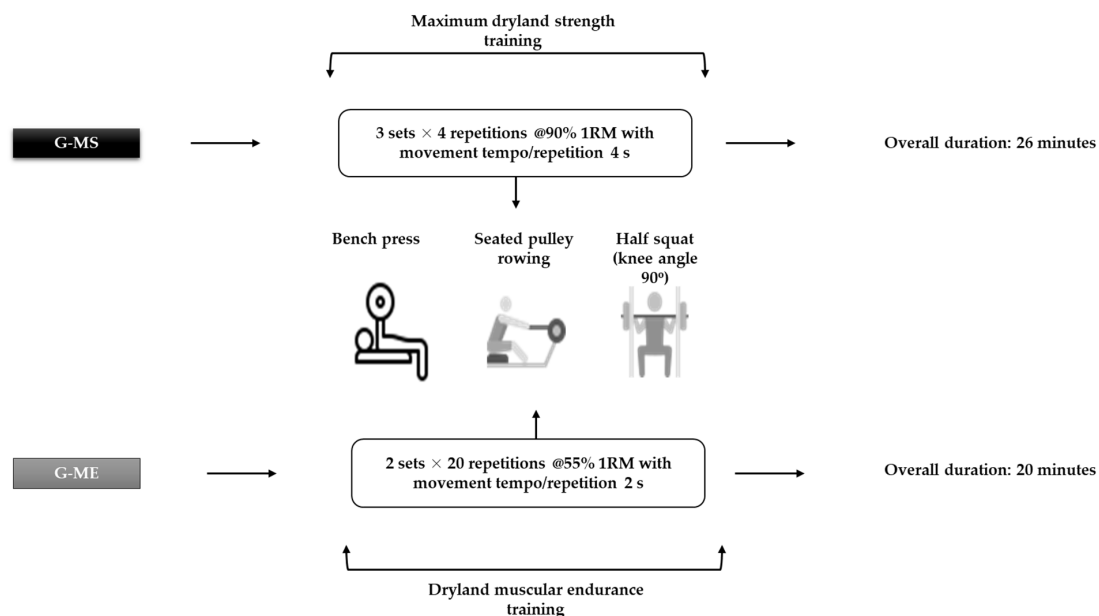 Maximum dryland strength
training
G-MS
3 sets × 4 repetitions @90% 1RM with
movement tempo/repetition 4 s
Overall duration: 26 minutes
Bench press
Seated pulley
rowing
Half squat
(knee angle
90º)
G-ME
2 sets × 20 repetitions @55% 1RM with
movement tempo/repetition 2 s
Overall duration: 20 minutes
Dryland muscular endurance
training